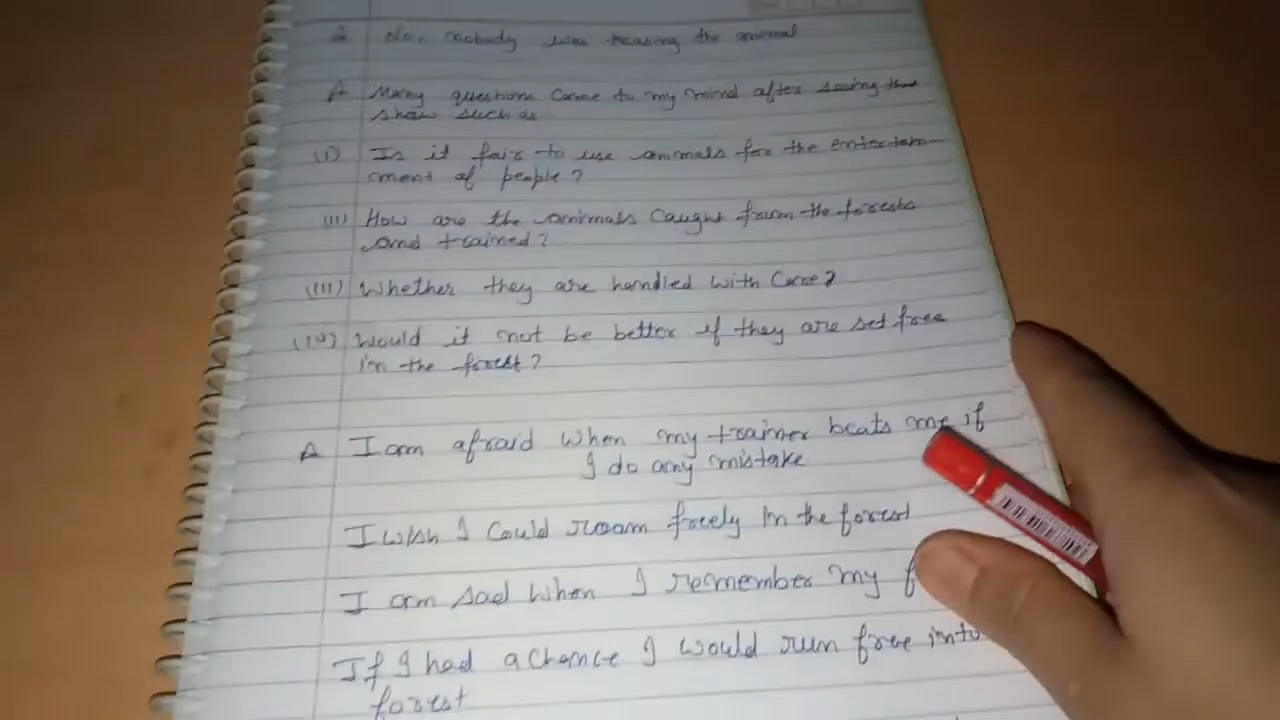 A No, nobody was teasing the animal
A Many questions Come to my mind after seeing the
show such as
(I) Is it fair to use animals for the entertain-
ment of people?
(II) How are the animals Caught from the forests
and trained?
(III) Whether they are handled with Care?
(IV) Would it not be better if they are set free
in the forest?
A I am afraid when my trainer beats me if
I do any mistake
I wish I Could roam freely in the forest
I am sad when I remember my
If I had a Chance I would run free into
forest